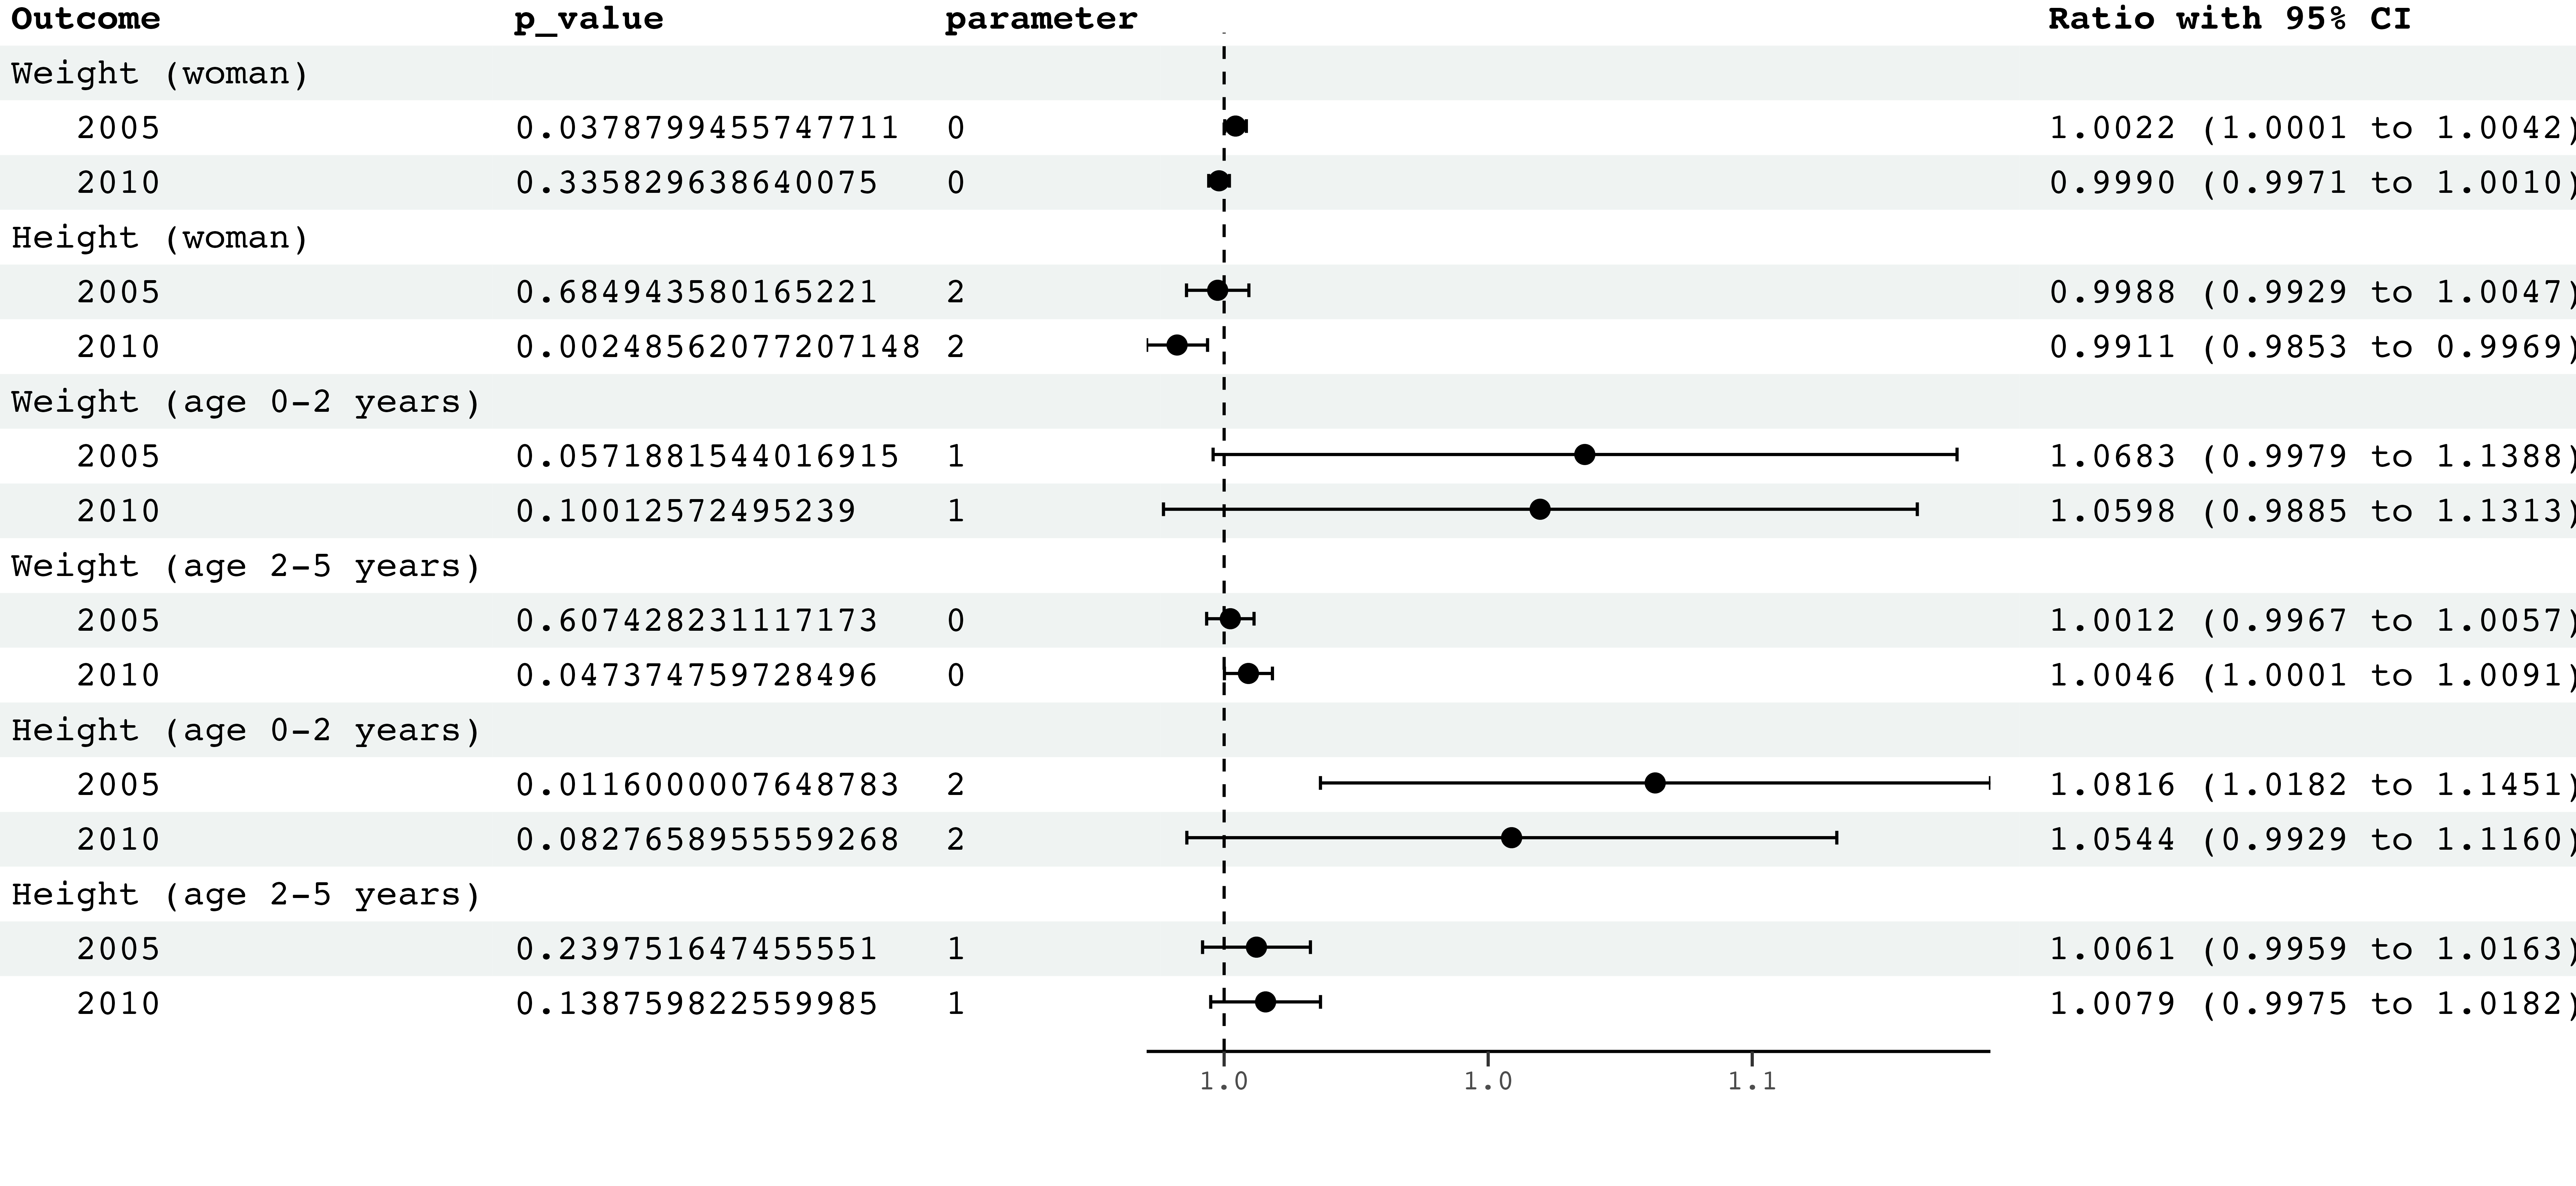 Outcome p_value parameter Ratio with 95% CI
Weight (woman)
2005 0.0378799455747711 0 1.0022 (1.0001 to 1.0042)
2010 0.335829638640075 0 0.9990 (0.9971 to 1.0010)
Height (woman)
2005 0.684943580165221 2 0.9988 (0.9929 to 1.0047)
2010 0.00248562077207148 2 0.9911 (0.9853 to 0.9969)
Weight (age 0-2 years)
2005 0.0571881544016915 1 1.0683 (0.9979 to 1.1388)
2010 0.10012572495239 1 1.0598 (0.9885 to 1.1313)
Weight (age 2-5 years)
2005 0.607428231117173 0 1.0012 (0.9967 to 1.0057)
2010 0.047374759728496 0 1.0046 (1.0001 to 1.0091)
Height (age 0-2 years)
2005 0.0116000007648783 2 1.0816 (1.0182 to 1.1451)
2010 0.0827658955559268 2 1.0544 (0.9929 to 1.1160)
Height (age 2-5 years)
2005 0.239751647455551 1 1.0061 (0.9959 to 1.0163)
2010 0.138759822559985 1 1.0079 (0.9975 to 1.0182)
1.0 1.0 1.1